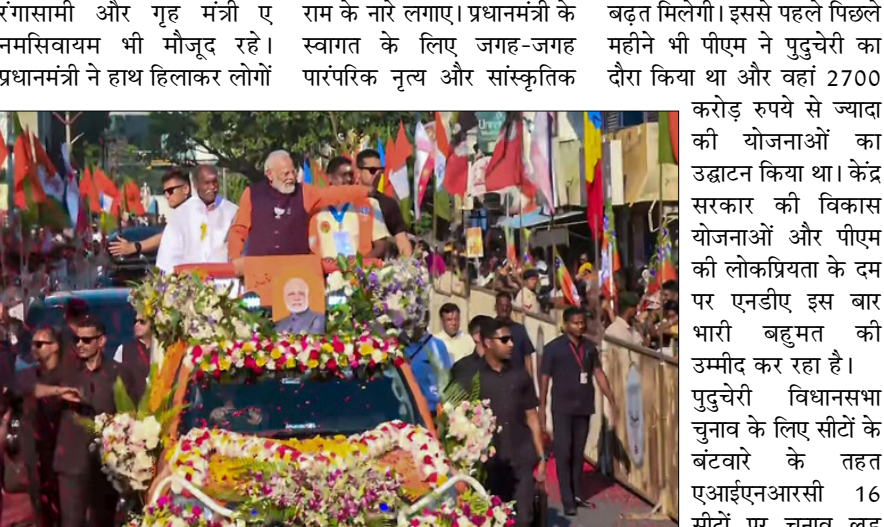 रंगासामी और गृह मंत्री ए
नमसिवायम भी मौजूद रहे।
प्रधानमंत्री ने हाथ हिलाकर लोगों
राम के नारे लगाए। प्रधानमंत्री के
स्वागत के लिए जगह-जगह
पारंपरिक नृत्य और सांस्कृतिक
बढ़त मिलेगी। इससे पहले पिछले
महीने भी पीएम ने पुदुचेरी का
दौरा किया था और वहां 2700
करोड़ रुपये से ज्यादा
की योजनाओं का
उद्घाटन किया था। केंद्र
सरकार की विकास
योजनाओं और पीएम
की लोकप्रियता के दम
पर एनडीए इस बार
भारी बहुमत की
उम्मीद कर रहा है।
पुदुचेरी विधानसभा
चुनाव के लिए सीटों के
बंटवारे के तहत
एआईएनआरसी 16
सीटों पर चुनाव लड़